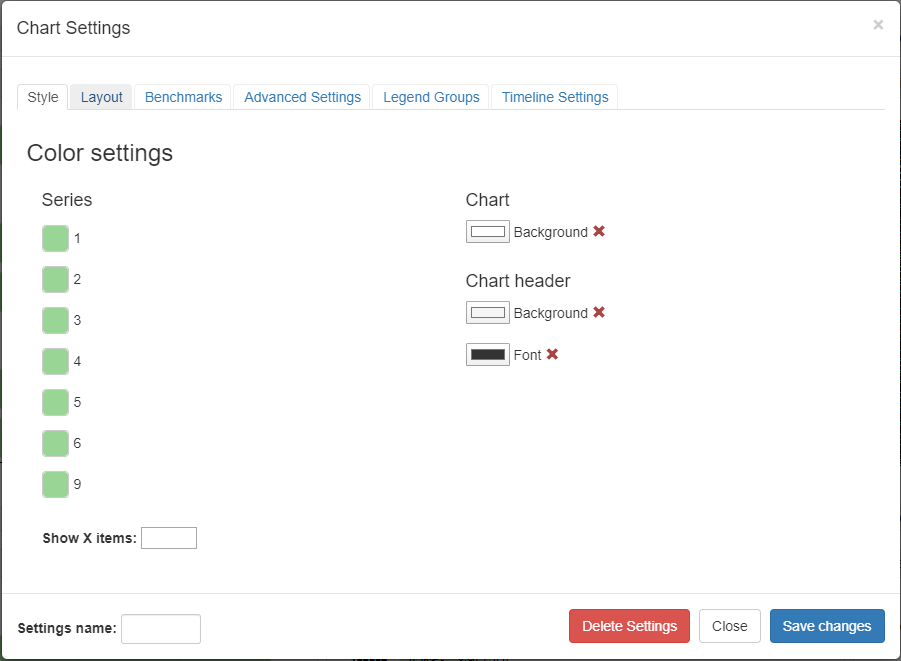 Chart Settings
×
Style Layout Benchmarks Advanced Settings Legend Groups Timeline Settings
Color settings
Series
1
2
3
4
5
6
9
Show X items:
Chart
Background
Chart header
Background
Font
Settings name:
Delete Settings Close Save changes